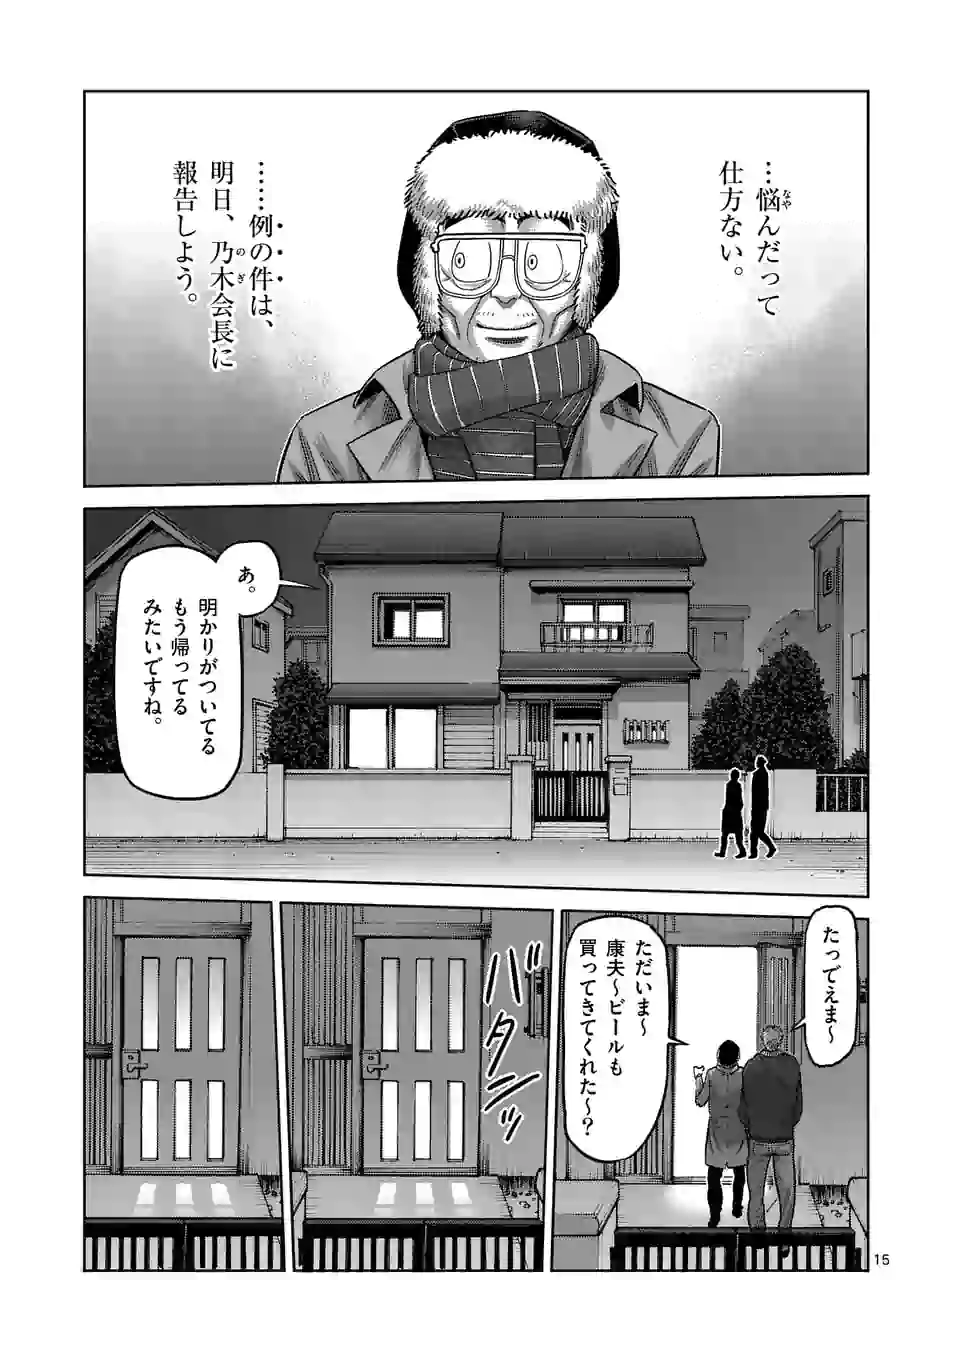 …悩んだって
仕方ない。
……例の件は、
明日、乃木会長に
報告しよう。
あ。
明かりがついてる
もう帰ってる
みたいですね。
たっでえま～
ただいま～
康夫～ビールも
買ってきてくれた～？
バタンッ
15